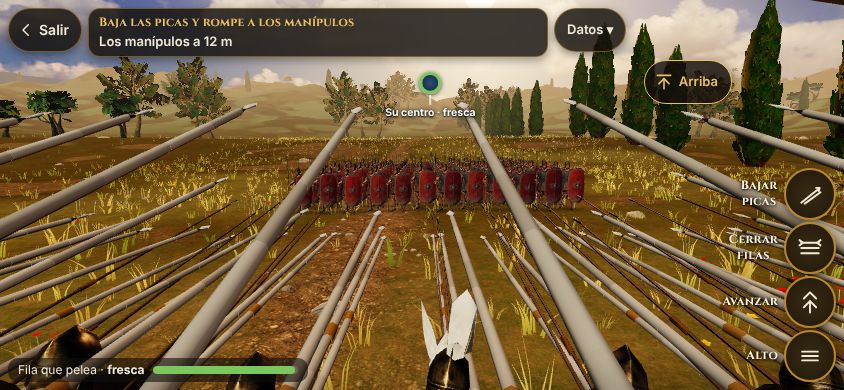 Salir
Baja las picas y rompe a los manípulos
Los manípulos a 12 m
Datos ▾
Arriba
Su centro · fresca
Bajar
picas
Cerrar
filas
Avanzar
Alto
Fila que pelea · fresca